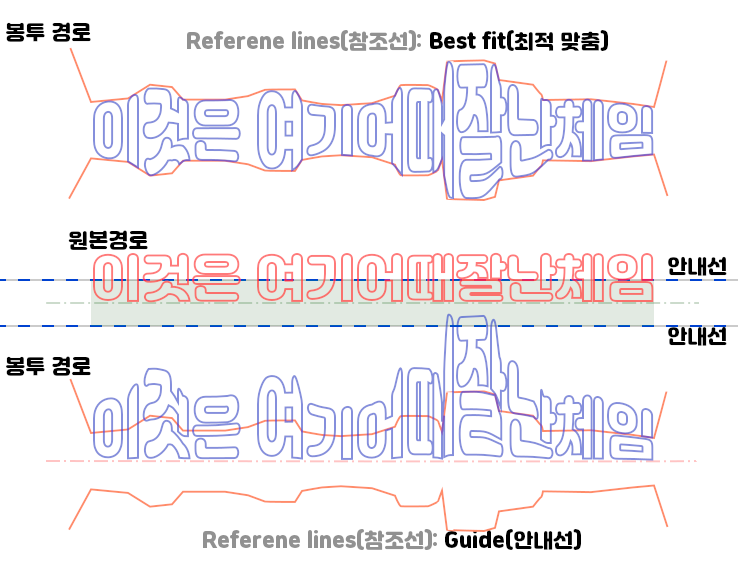 봉투 경로
Referene lines(참조선): Best fit(최적 맞춤)
이것은 여기어때잘난체임
원본경로
이것은 여기어때잘난체임
안내선
안내선
봉투 경로
이것은 여기어때잘난체임
Referene lines(참조선): Guide(안내선)